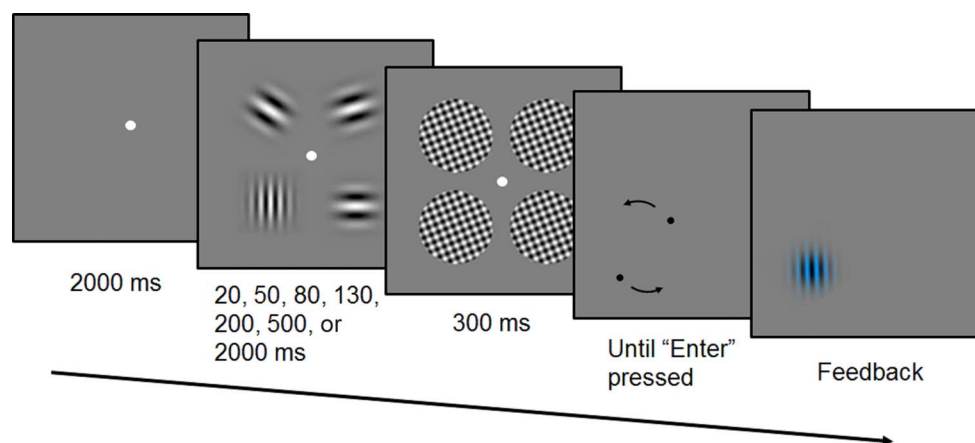 2000 ms
20, 50, 80, 130,
200, 500, or
2000 ms
300 ms
Until “Enter”
pressed
Feedback